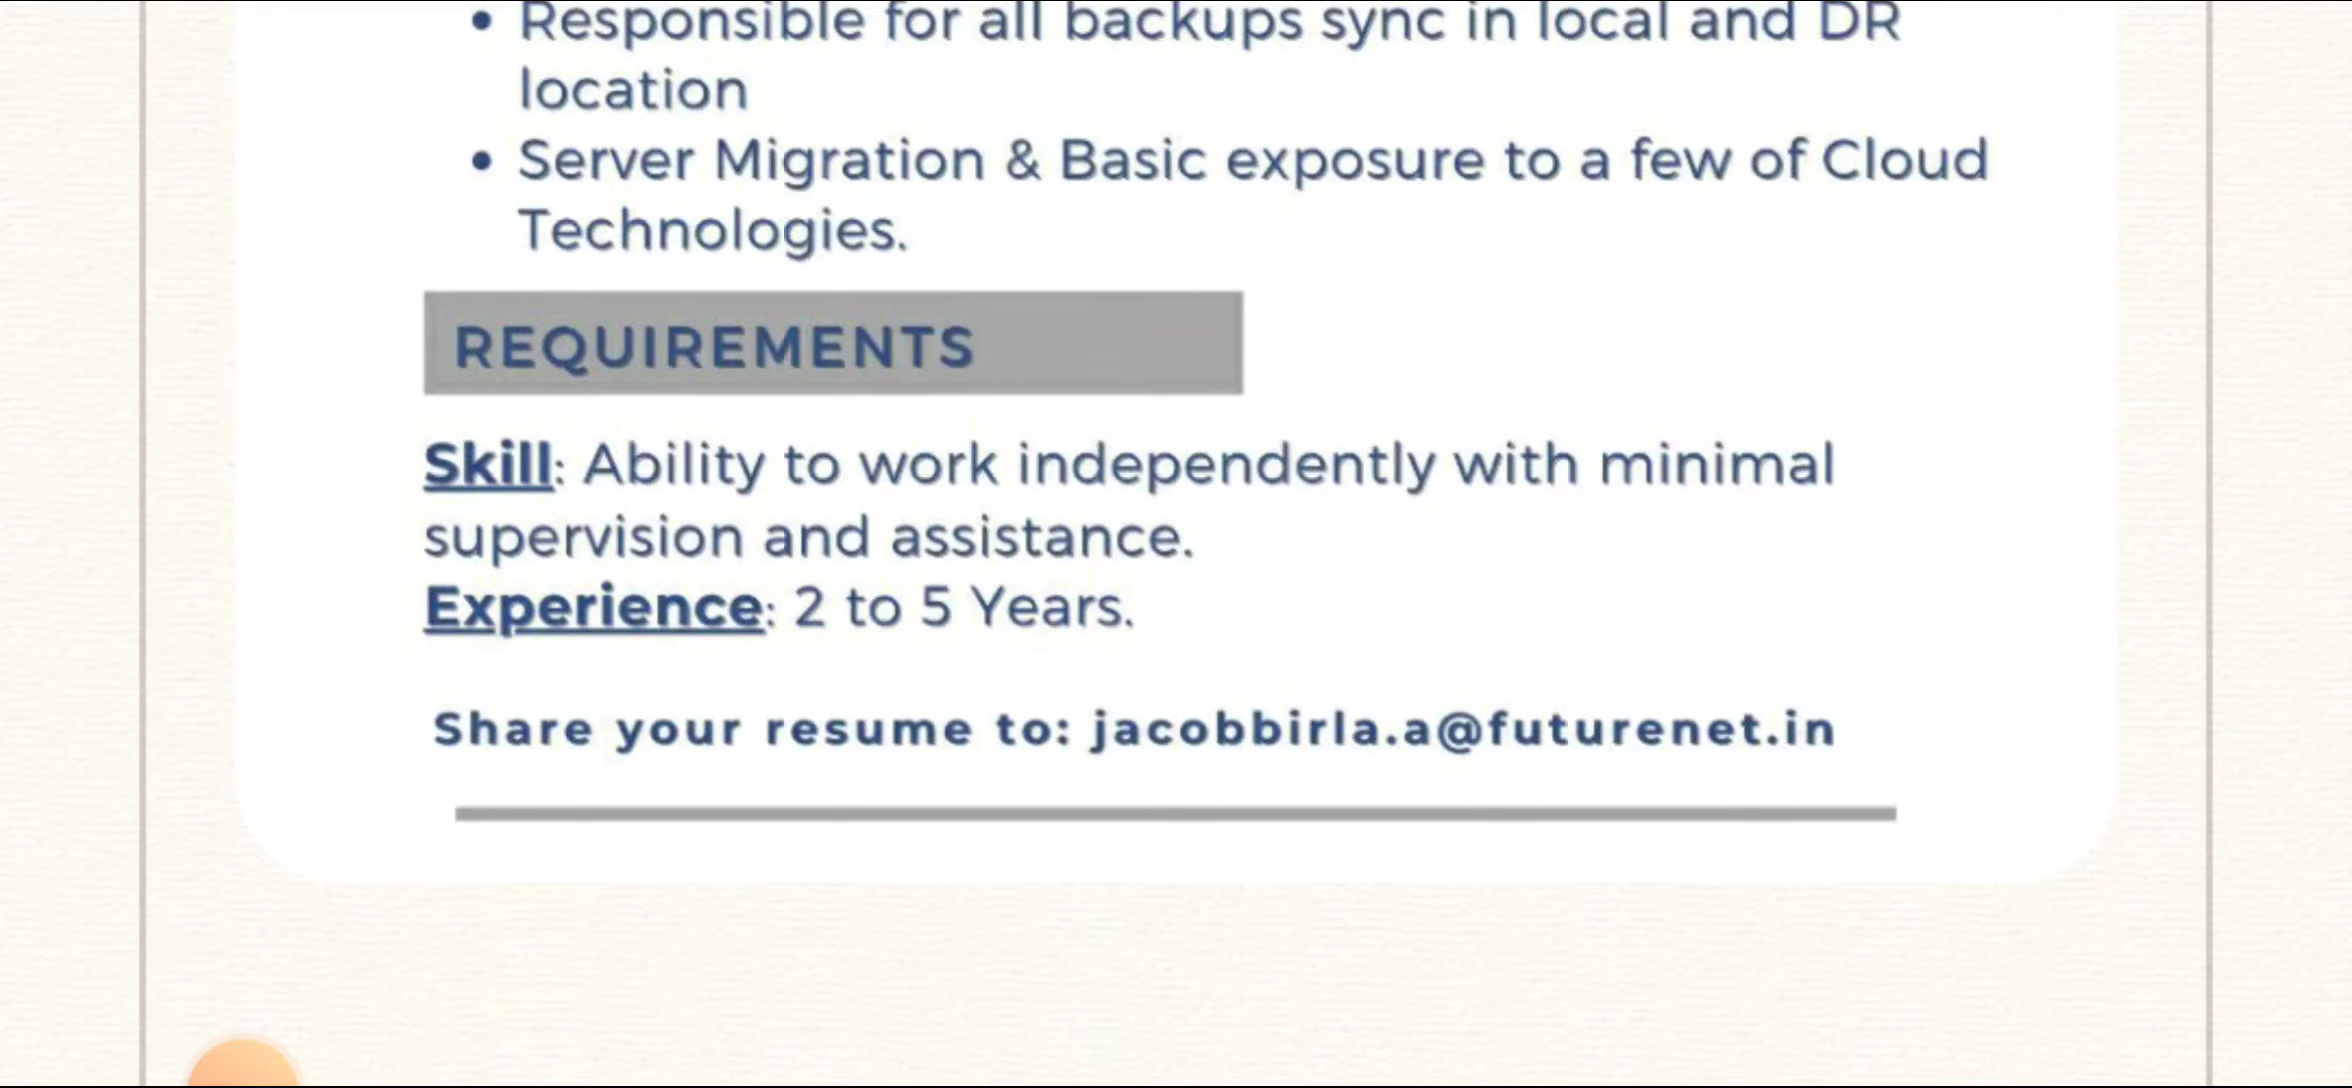 • Responsible for all backups sync in local and DR
location
• Server Migration & Basic exposure to a few of Cloud
Technologies.
REQUIREMENTS
Skill: Ability to work independently with minimal
supervision and assistance.
Experience: 2 to 5 Years.
Share your resume to: jacobbirla.a@futurenet.in